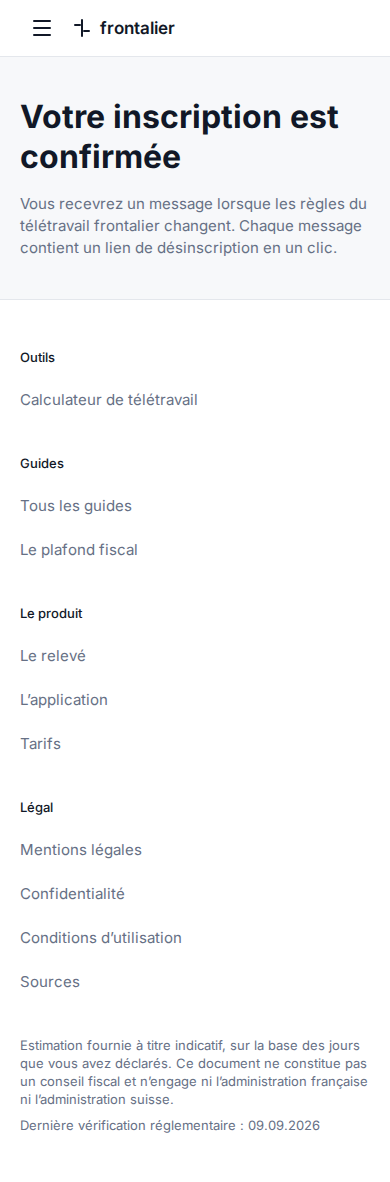 frontalier
Votre inscription est
confirmée
Vous recevrez un message lorsque les règles du
télétravail frontalier changent. Chaque message
contient un lien de désinscription en un clic.
Outils
Calculateur de télétravail
Guides
Tous les guides
Le plafond fiscal
Le produit
Le relevé
L’application
Tarifs
Légal
Mentions légales
Confidentialité
Conditions d’utilisation
Sources
Estimation fournie à titre indicatif, sur la base des jours
que vous avez déclarés. Ce document ne constitue pas
un conseil fiscal et n’engage ni l’administration française
ni l’administration suisse.
Dernière vérification réglementaire : 09.09.2026